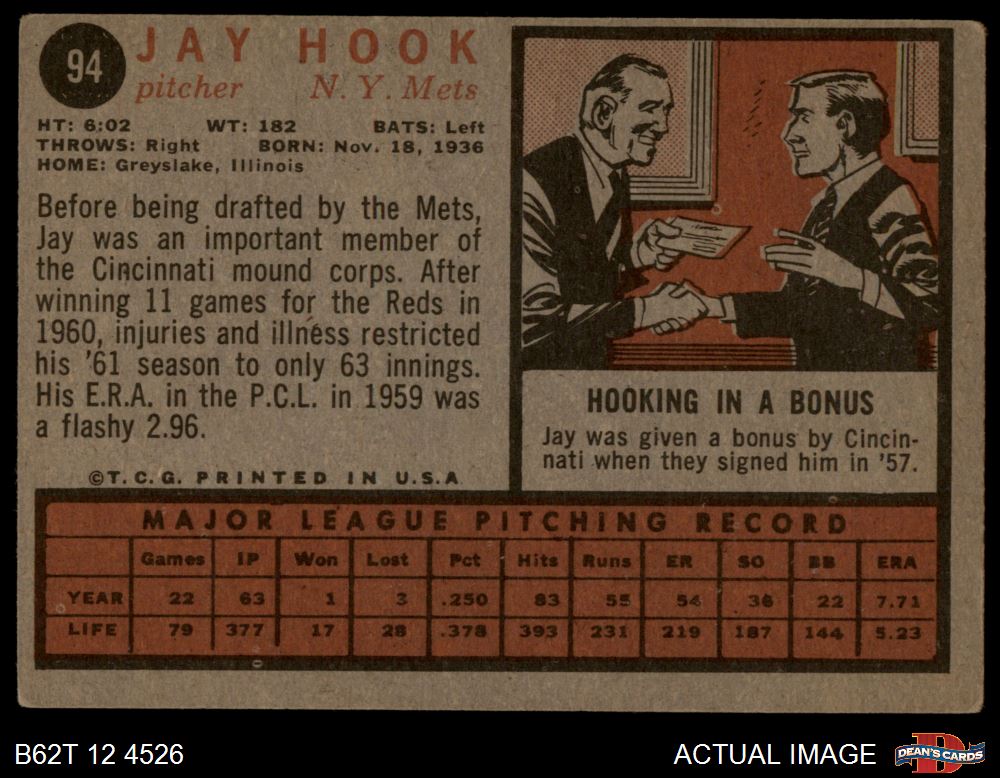 94
JAY HOOK
pitcher N. Y. Mets
HT: 6:02 WT: 182 BATS: Left
THROWS: Right BORN: Nov. 18, 1936
HOME: Greyslake, Illinois
Before being drafted by the Mets,
Jay was an important member of
the Cincinnati mound corps. After
winning 11 games for the Reds in
1960, injuries and illness restricted
his '61 season to only 63 innings.
His E.R.A. in the P.C.L. in 1959 was
a flashy 2.96.
©T. C. G. PRINTED IN U. S. A
HOOKING IN A BONUS
Jay was given a bonus by Cincin-
nati when they signed him in '57.
MAJOR LEAGUE PITCHING RECORD
Games IP Won Lost Pct Hits Runs ER SO BB ERA
YEAR 22 63 1 3 .250 83 55 54 36 22 7.71
LIFE 79 377 17 28 .378 393 231 219 187 144 5.23
B62T 12 4526
ACTUAL IMAGE
D
DEAN'S CARDS